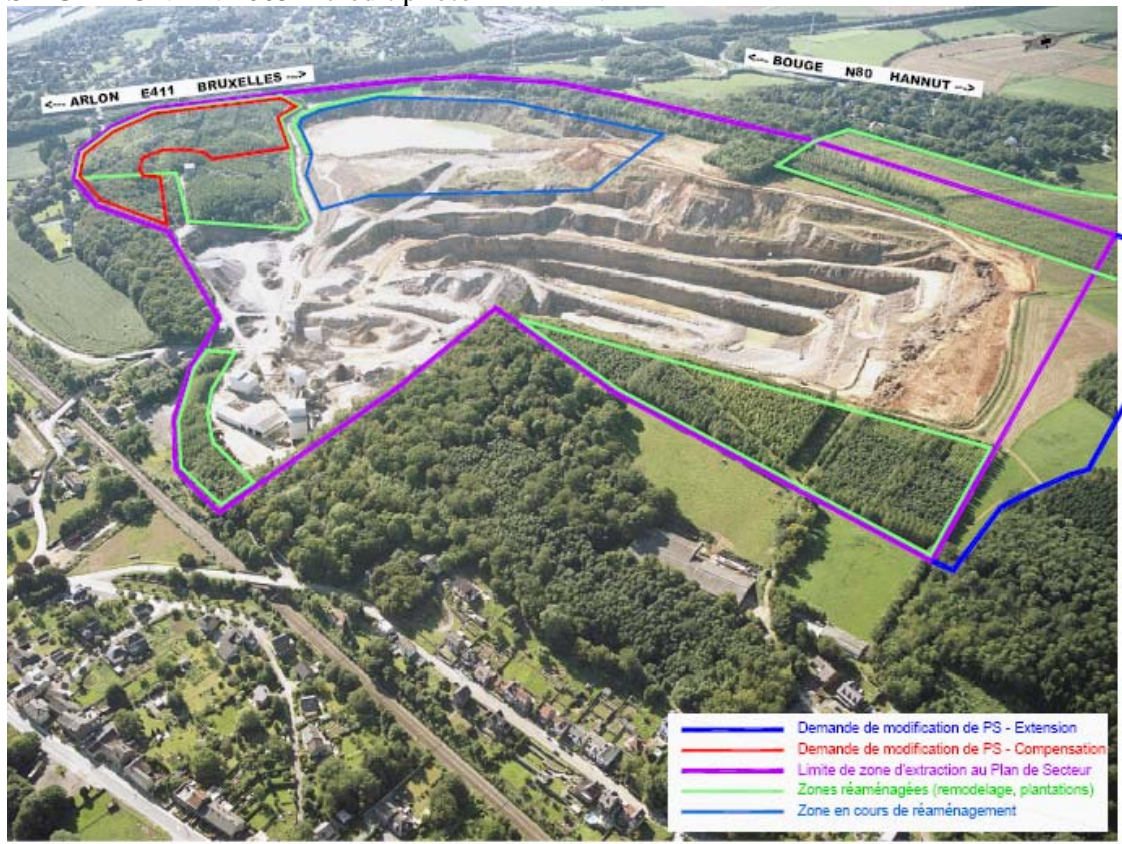 <--- ARLON E411 BRUXELLES --->
<--- BOUGE N80 HANNUT --->
Demande de modification de PS - Extension
Demande de modification de PS - Compensation
Limite de zone d'extraction au Plan de Secteur
Zones réaménagées (remodelage, plantations)
Zone en cours de réaménagement